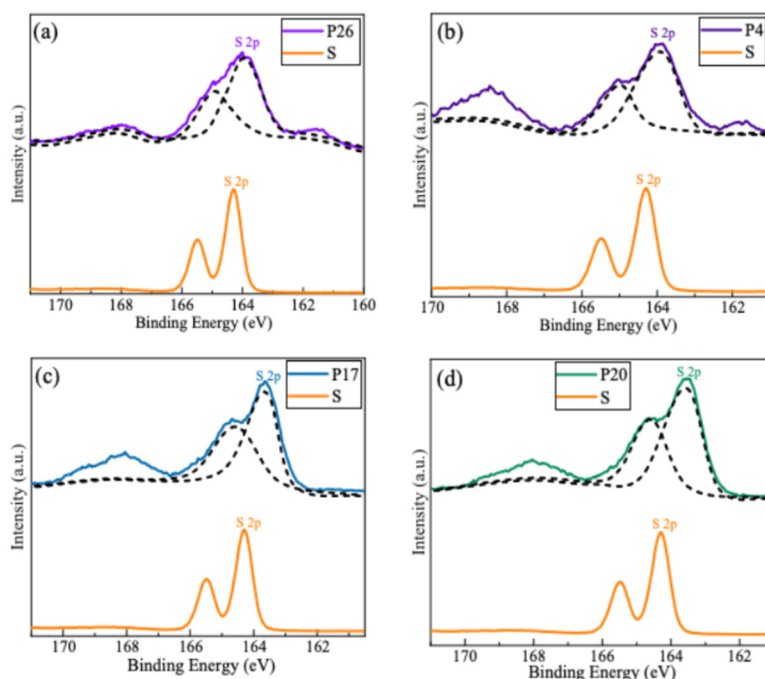 (a)
S 2p
P26
S
S 2p
Intensity (a.u.)
170 168 166 164 162 160
Binding Energy (eV)
(b)
S 2p
P4
S
S 2p
Intensity (a.u.)
170 168 166 164 162
Binding Energy (eV)
(c)
S 2p
P17
S
S 2p
Intensity (a.u.)
170 168 166 164 162
Binding Energy (eV)
(d)
P20
S
S 2p
S 2p
Intensity (a.u.)
170 168 166 164 162
Binding Energy (eV)